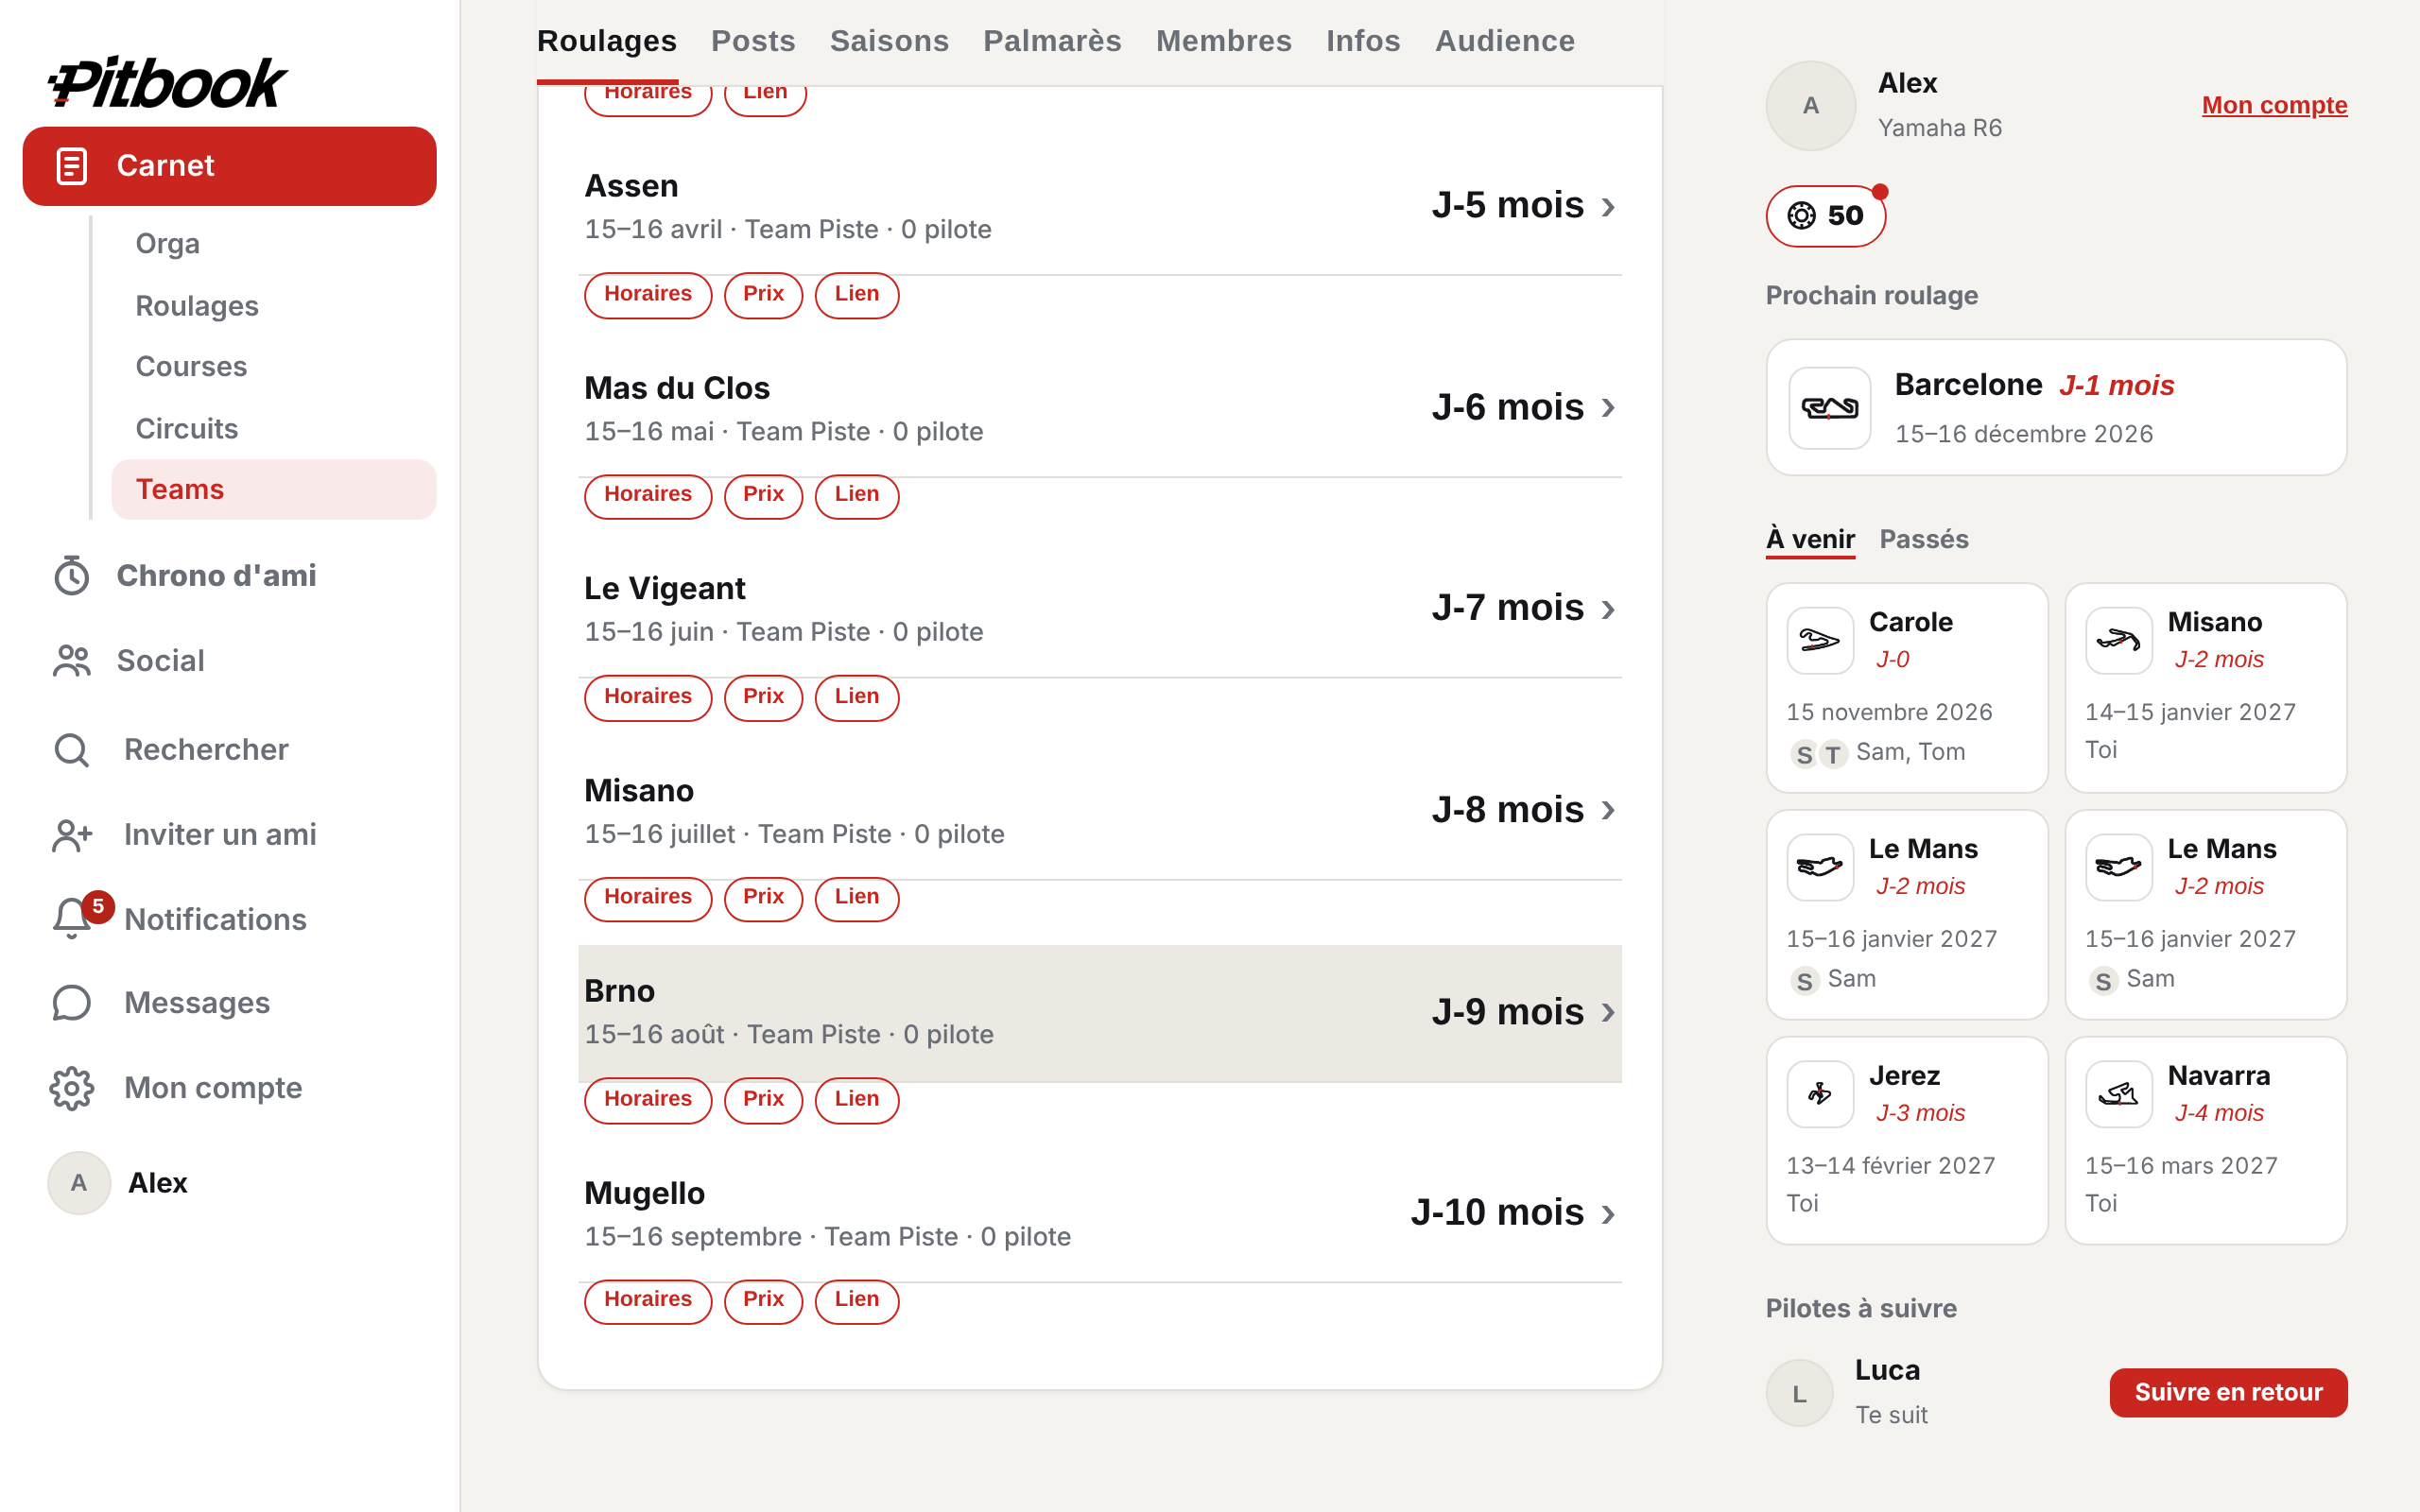 Pitbook
Carnet
Orga
Roulages
Courses
Circuits
Teams
Chrono d'ami
Social
Rechercher
Inviter un ami
5
Notifications
Messages
Mon compte
A
Alex
Roulages Posts Saisons Palmarès Membres Infos Audience
Horaires Lien
Assen
15–16 avril · Team Piste · 0 pilote
J-5 mois ›
Horaires Prix Lien
Mas du Clos
15–16 mai · Team Piste · 0 pilote
J-6 mois ›
Horaires Prix Lien
Le Vigeant
15–16 juin · Team Piste · 0 pilote
J-7 mois ›
Horaires Prix Lien
Misano
15–16 juillet · Team Piste · 0 pilote
J-8 mois ›
Horaires Prix Lien
Brno
15–16 août · Team Piste · 0 pilote
J-9 mois ›
Horaires Prix Lien
Mugello
15–16 septembre · Team Piste · 0 pilote
J-10 mois ›
Horaires Prix Lien
A
Alex
Yamaha R6
Mon compte
50
Prochain roulage
Barcelone J-1 mois
15–16 décembre 2026
À venir Passés
Carole
J-0
15 novembre 2026
S T Sam, Tom
Misano
J-2 mois
14–15 janvier 2027
Toi
Le Mans
J-2 mois
15–16 janvier 2027
S Sam
Le Mans
J-2 mois
15–16 janvier 2027
S Sam
Jerez
J-3 mois
13–14 février 2027
Toi
Navarra
J-4 mois
15–16 mars 2027
Toi
Pilotes à suivre
L
Luca
Te suit
Suivre en retour